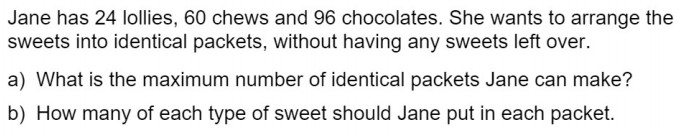 Jane has 24 lollies, 60 chews and 96 chocolates. She wants to arrange the
sweets into identical packets, without having any sweets left over.
a) What is the maximum number of identical packets Jane can make?
b) How many of each type of sweet should Jane put in each packet.